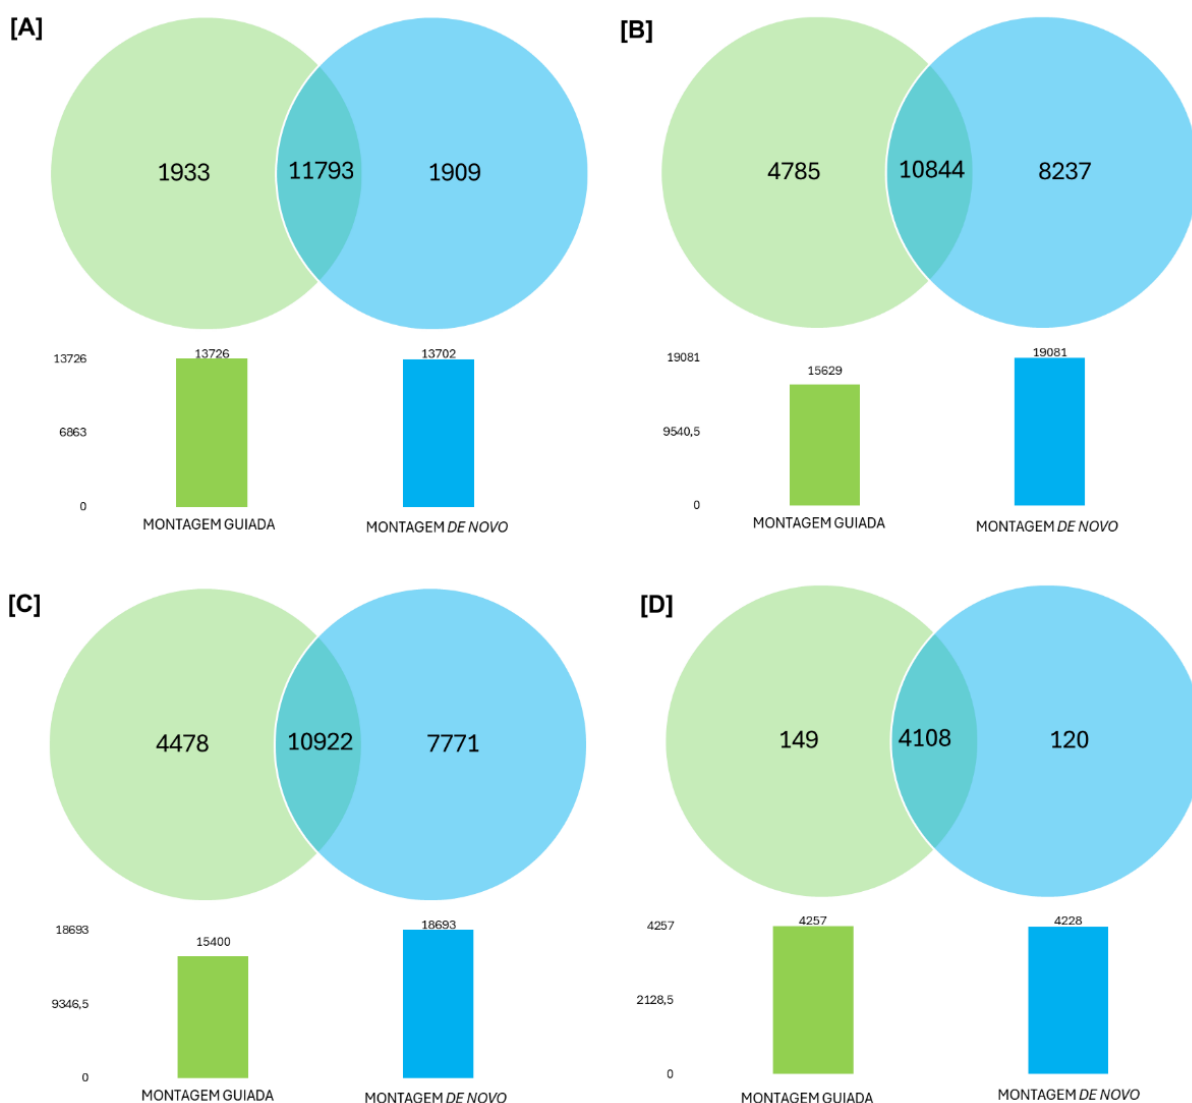 [A]
1933
11793
1909
13726
6863
0
13726
13702
MONTAGEM GUIADA
MONTAGEM DE NOVO
[B]
4785
10844
8237
19081
9540,5
0
15629
19081
MONTAGEM GUIADA
MONTAGEM DE NOVO
[C]
4478
10922
7771
18693
9346,5
0
15400
18693
MONTAGEM GUIADA
MONTAGEM DE NOVO
[D]
149
4108
120
4257
2128,5
0
4257
4228
MONTAGEM GUIADA
MONTAGEM DE NOVO